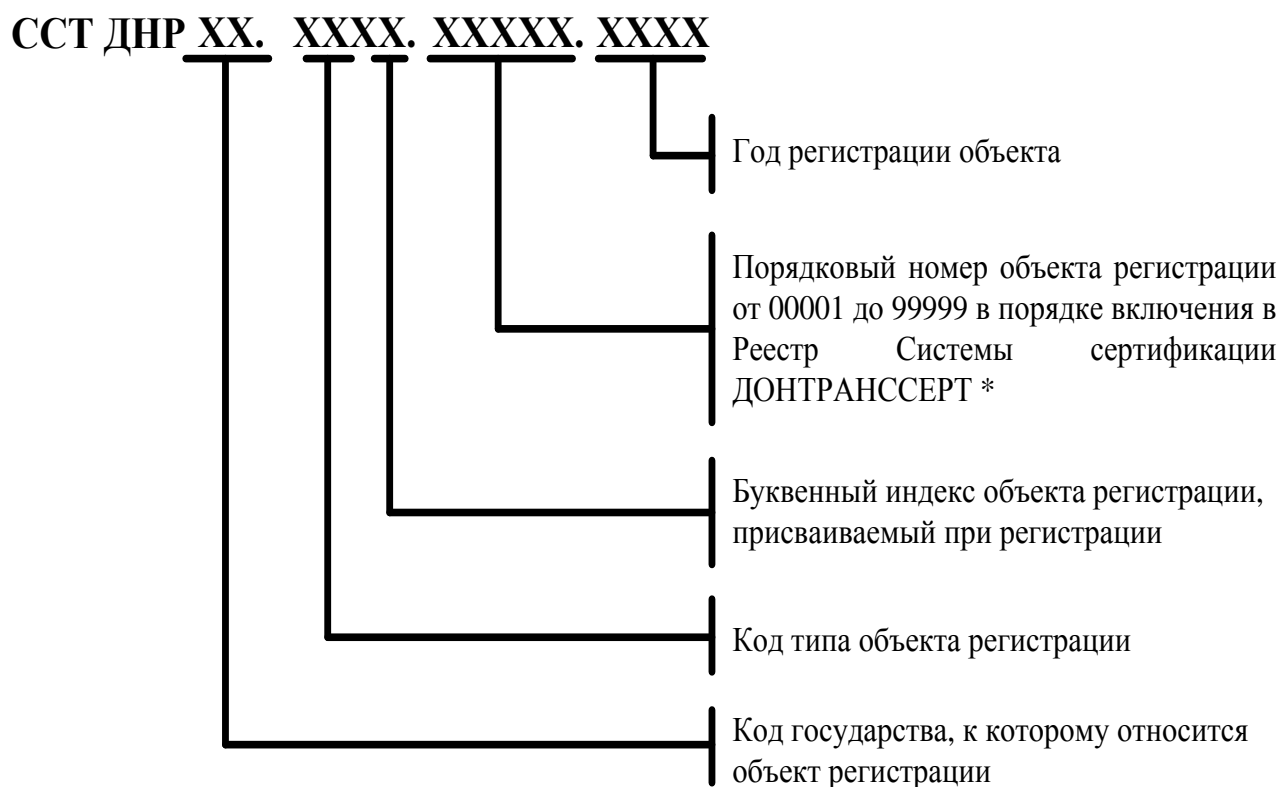 ССТ ДНР XX. XXXX. XXXXX. XXXX
Год регистрации объекта
Порядковый номер объекта регистрации
от 00001 до 99999 в порядке включения в
Реестр Системы сертификации
ДОНТРАНССЕРТ *
Буквенный индекс объекта регистрации,
присваиваемый при регистрации
Код типа объекта регистрации
Код государства, к которому относится
объект регистрации